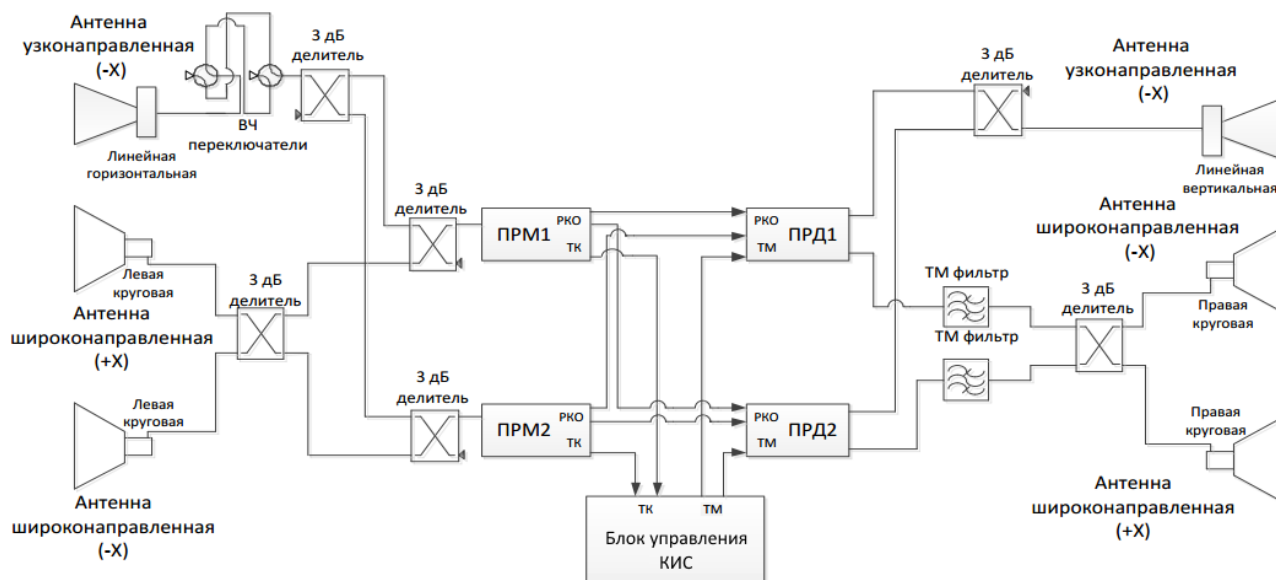 Антенна
узконаправленная
(-X)
Линейная
горизонтальная
ВЧ
переключатели
3 дБ
делитель
Левая
круговая
Антенна
широконаправленная
(+X)
3 дБ
делитель
Левая
круговая
Антенна
широконаправленная
(-X)
3 дБ
делитель
3 дБ
делитель
ПРМ1
РКО
ТК
ПРМ2
РКО
ТК
РКО
ПРД1
ТМ
РКО
ПРД2
ТМ
ТК
ТМ
Блок управления
КИС
3 дБ
делитель
Антенна
узконаправленная
(-X)
Линейная
вертикальная
Антенна
широконаправленная
(-X)
Правая
круговая
ТМ фильтр
ТМ фильтр
3 дБ
делитель
Правая
круговая
Антенна
широконаправленная
(+X)